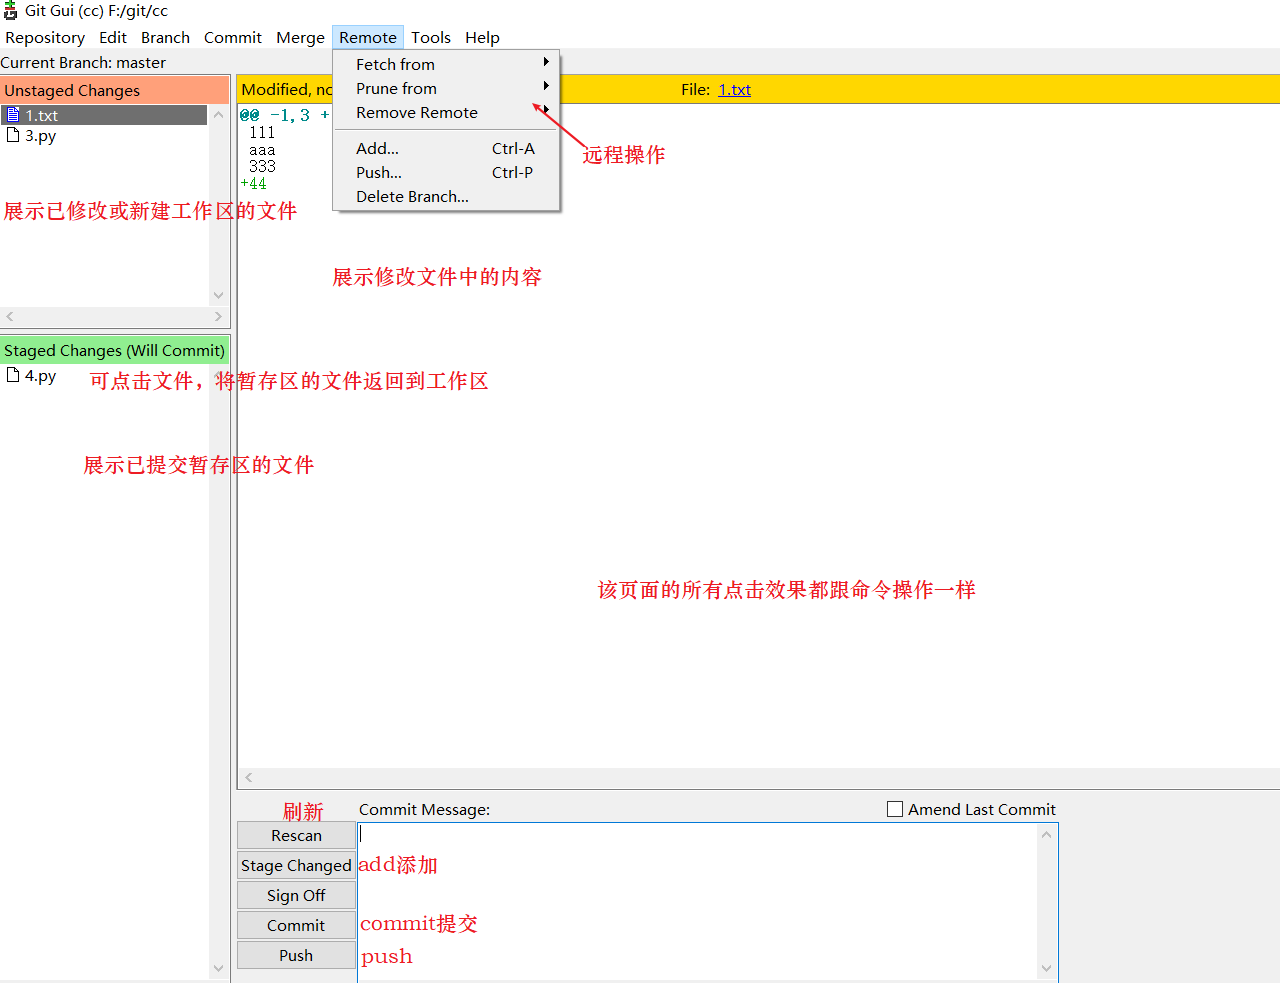 Git Gui (cc) F:/git/cc
Repository Edit Branch Commit Merge Remote Tools Help
Current Branch: master
Unstaged Changes
1.txt
3.py
展示已修改或新建工作区的文件
Staged Changes (Will Commit)
4.py
可点击文件，将暂存区的文件返回到工作区
展示已提交暂存区的文件
Modified, no
File: 1.txt
@@ -1,3 +
111
aaa
333
+44
Fetch from
Prune from
Remove Remote
Add... Ctrl-A
Push... Ctrl-P
Delete Branch...
远程操作
展示修改文件中的内容
该页面的所有点击效果都跟命令操作一样
刷新
Commit Message:
Amend Last Commit
Rescan
Stage Changed
add添加
Sign Off
Commit
commit提交
Push
push